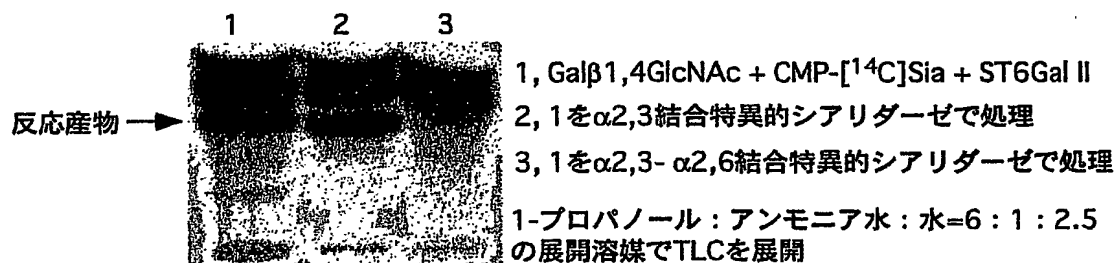 1 2 3
反応産物
1, Galβ1,4GlcNAc + CMP-[¹⁴C]Sia + ST6Gal II
2, 1をα2,3結合特異的シアリダーゼで処理
3, 1をα2,3- α2,6結合特異的シアリダーゼで処理
1-プロパノール：アンモニア水：水=6：1：2.5
の展開溶媒でTLCを展開